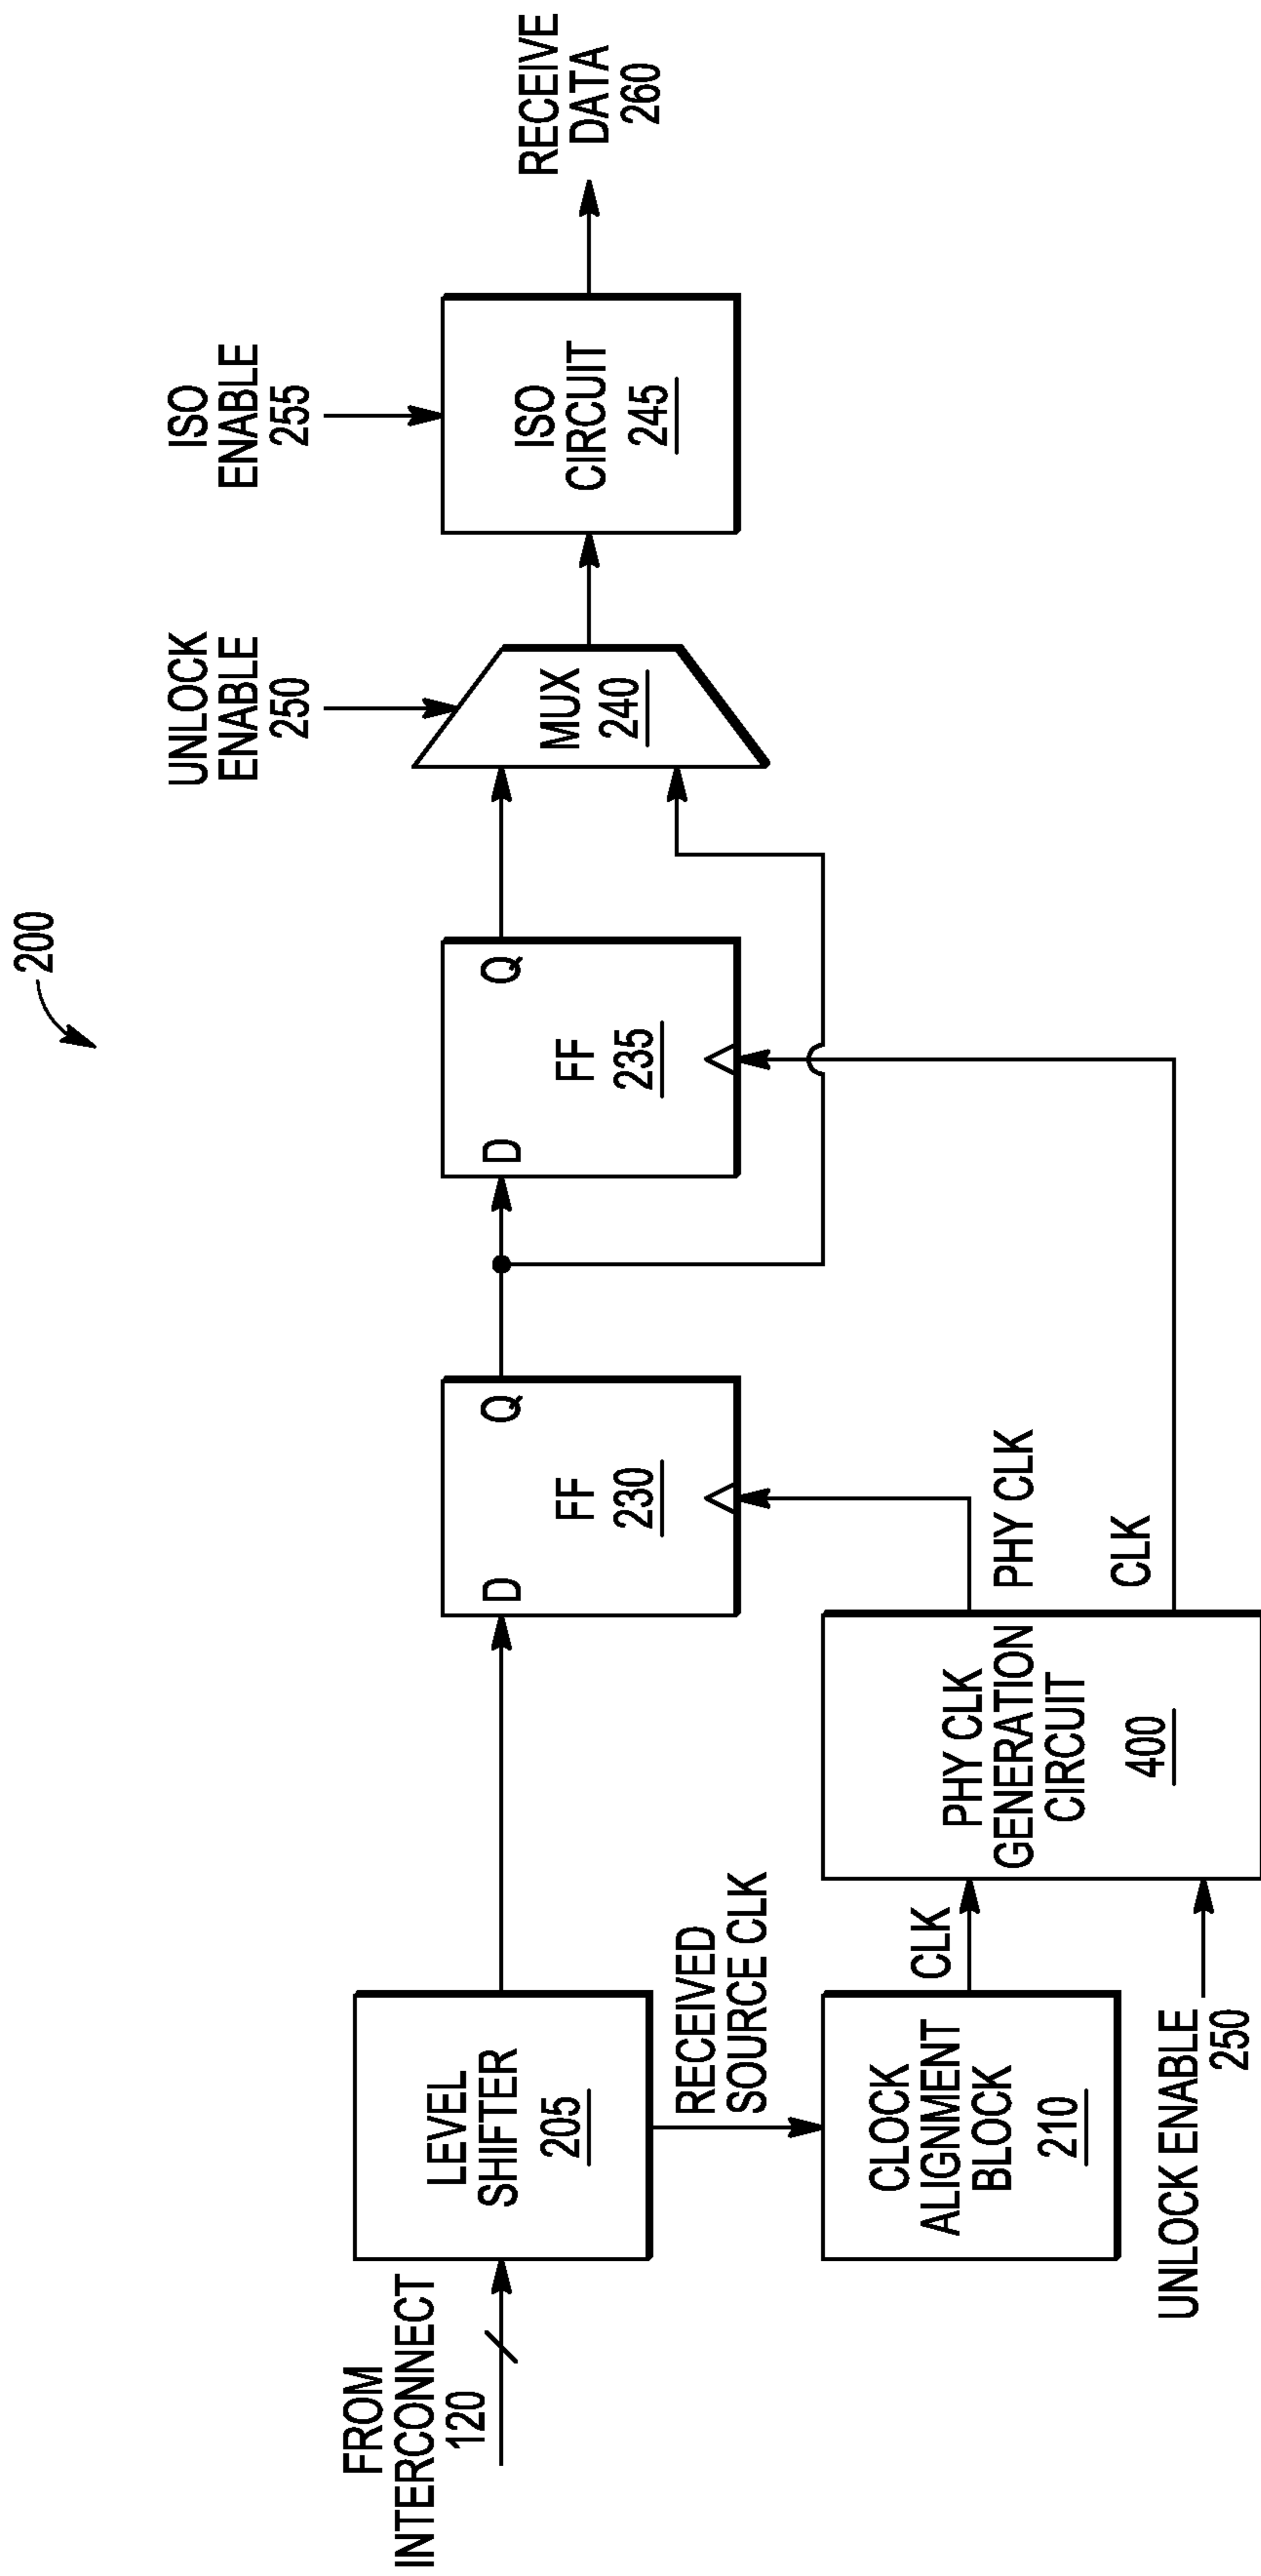 200
FROM
INTERCONNECT
120
LEVEL
SHIFTER
205
RECEIVED
SOURCE CLK
CLOCK
ALIGNMENT
BLOCK
210
CLK
UNLOCK ENABLE
250
PHY CLK
GENERATION
CIRCUIT
400
PHY CLK
CLK
D
Q
FF
230
D
Q
FF
235
UNLOCK
ENABLE
250
MUX
240
ISO
ENABLE
255
ISO
CIRCUIT
245
RECEIVE
DATA
260